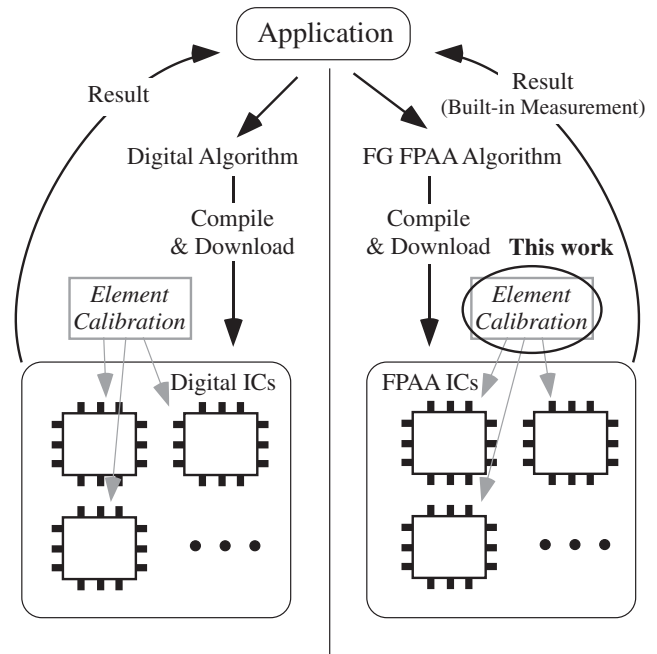 Application
Result
Digital Algorithm
Compile
& Download
Element
Calibration
Digital ICs
Result
(Built-in Measurement)
FG FPAA Algorithm
Compile
& Download
This work
Element
Calibration
FPAA ICs